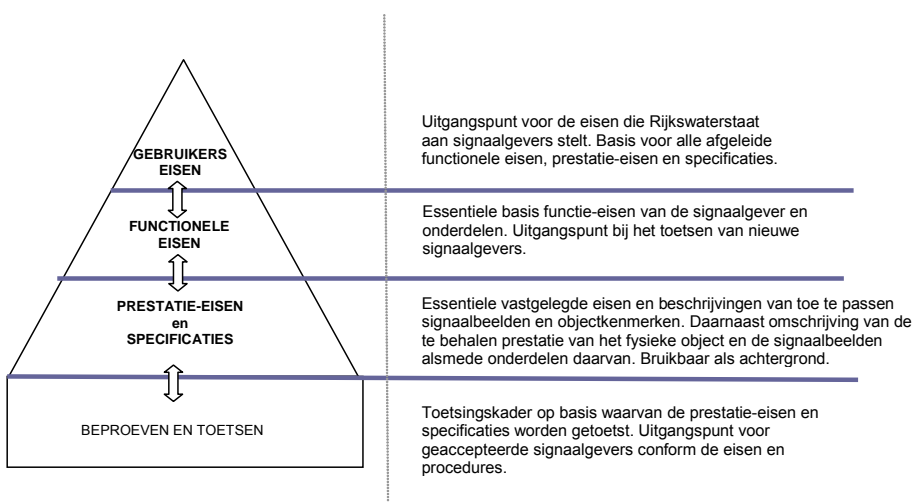 GEBRUIKERS
EISEN
Uitgangspunt voor de eisen die Rijkswaterstaat
aan signaalgevers stelt. Basis voor alle afgeleide
functionele eisen, prestatie-eisen en specificaties.
FUNCTIONELE
EISEN
Essentiele basis functie-eisen van de signaalgever en
onderdelen. Uitgangspunt bij het toetsen van nieuwe
signaalgevers.
PRESTATIE-EISEN
en
SPECIFICATIES
Essentiele vastgelegde eisen en beschrijvingen van toe te passen
signaalbeelden en objectkenmerken. Daarnaast omschrijving van de
te behalen prestatie van het fysieke object en de signaalbeelden
alsmede onderdelen daarvan. Bruikbaar als achtergrond.
BEPROEVEN EN TOETSEN
Toetsingskader op basis waarvan de prestatie-eisen en
specificaties worden getoetst. Uitgangspunt voor
geaccepteerde signaalgevers conform de eisen en
procedures.